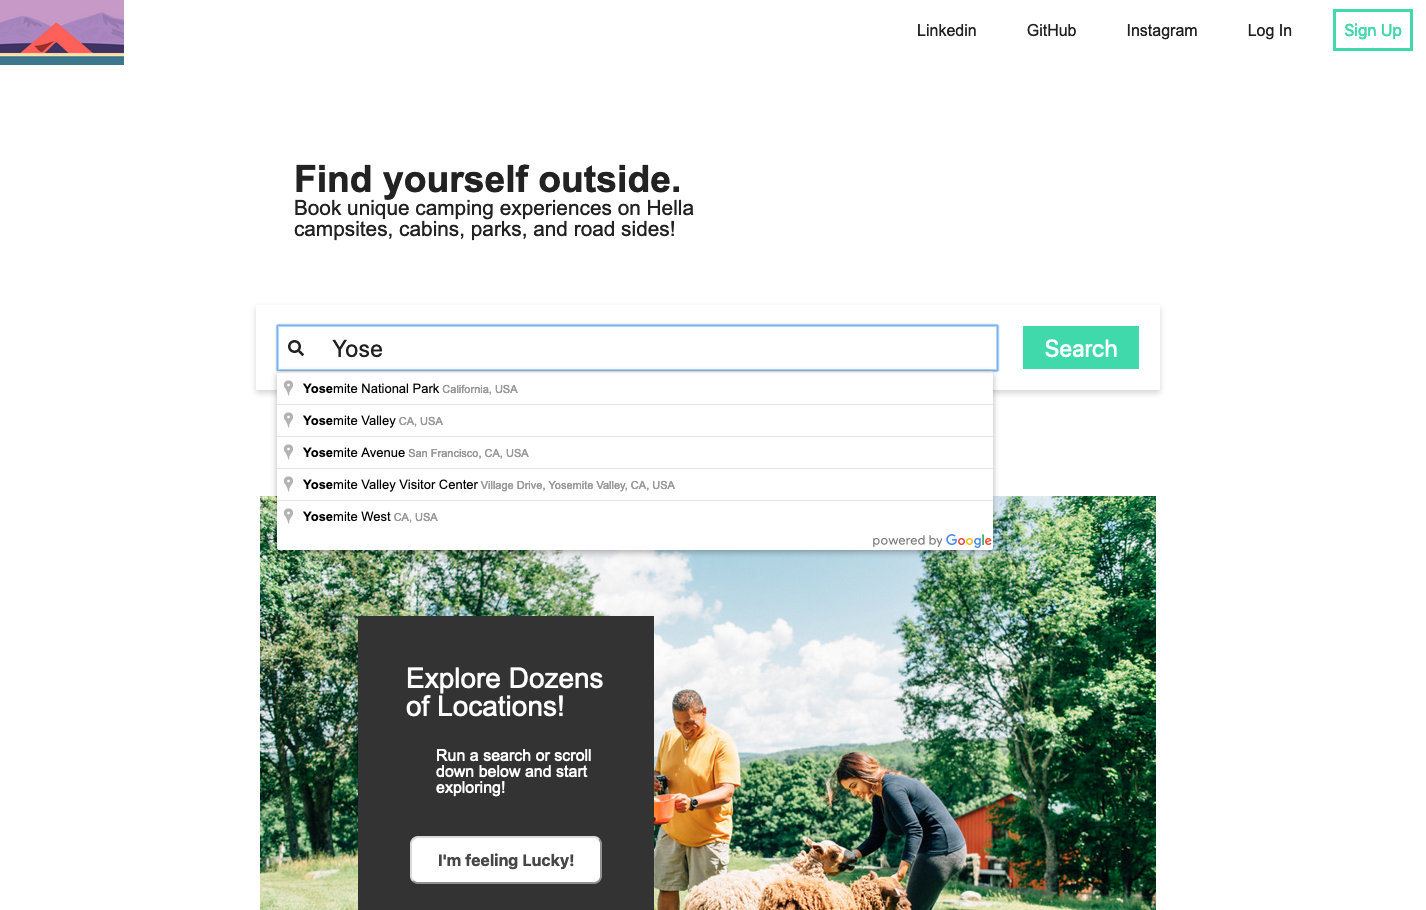 Linkedin GitHub Instagram Log In Sign Up
Find yourself outside.
Book unique camping experiences on Hella
campsites, cabins, parks, and road sides!
Yose Search
Yosemite National Park California, USA
Yosemite Valley CA, USA
Yosemite Avenue San Francisco, CA, USA
Yosemite Valley Visitor Center Village Drive, Yosemite Valley, CA, USA
Yosemite West CA, USA
powered by Google
Explore Dozens
of Locations!
Run a search or scroll
down below and start
exploring!
I'm feeling Lucky!